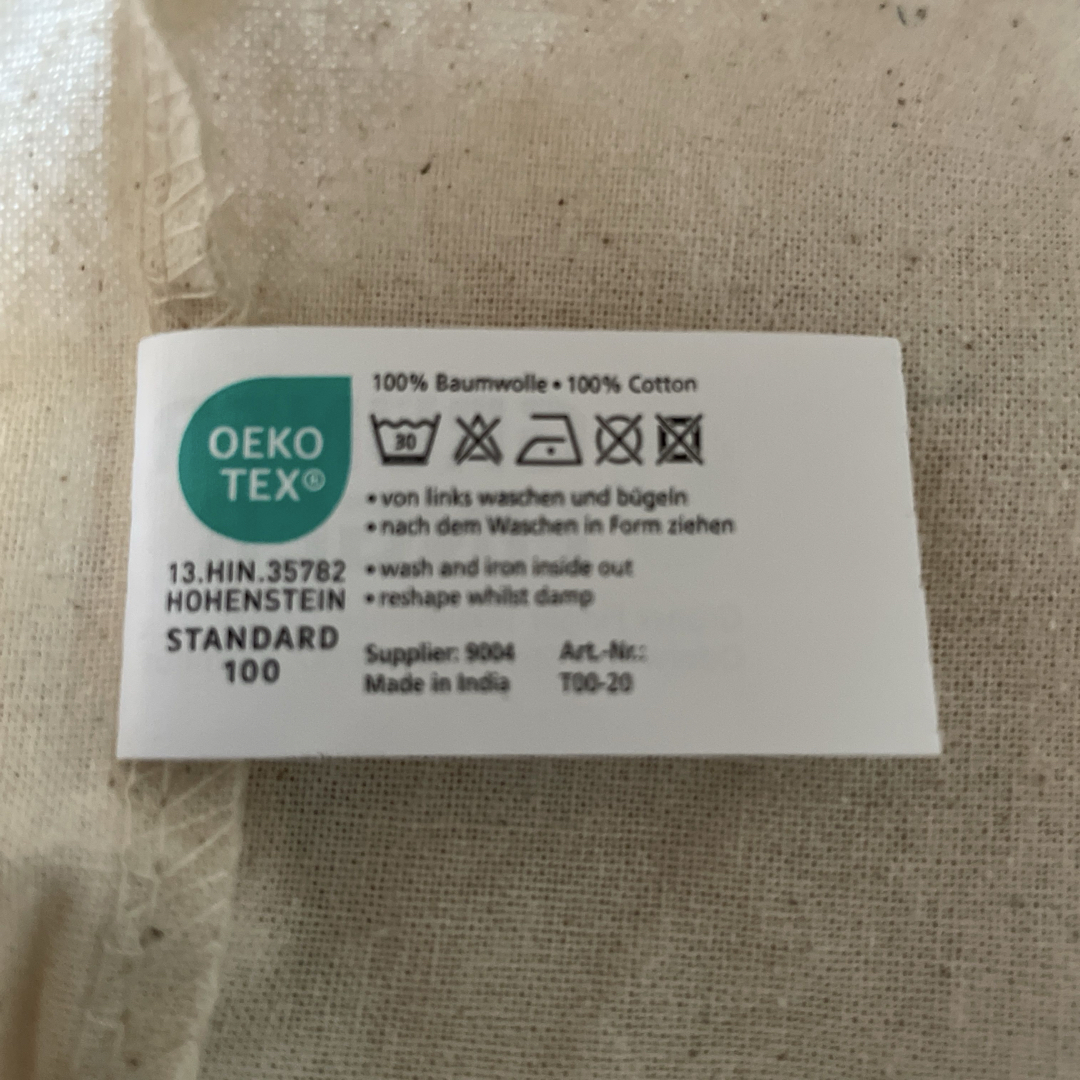 OEKO
TEX®
13.HIN.35782
HOHENSTEIN
STANDARD
100
100% Baumwolle • 100% Cotton
30
• von links waschen und bügeln
• nach dem Waschen in Form ziehen
• wash and iron inside out
• reshape whilst damp
Supplier: 9004 Art.-Nr.:
Made in India T00-20